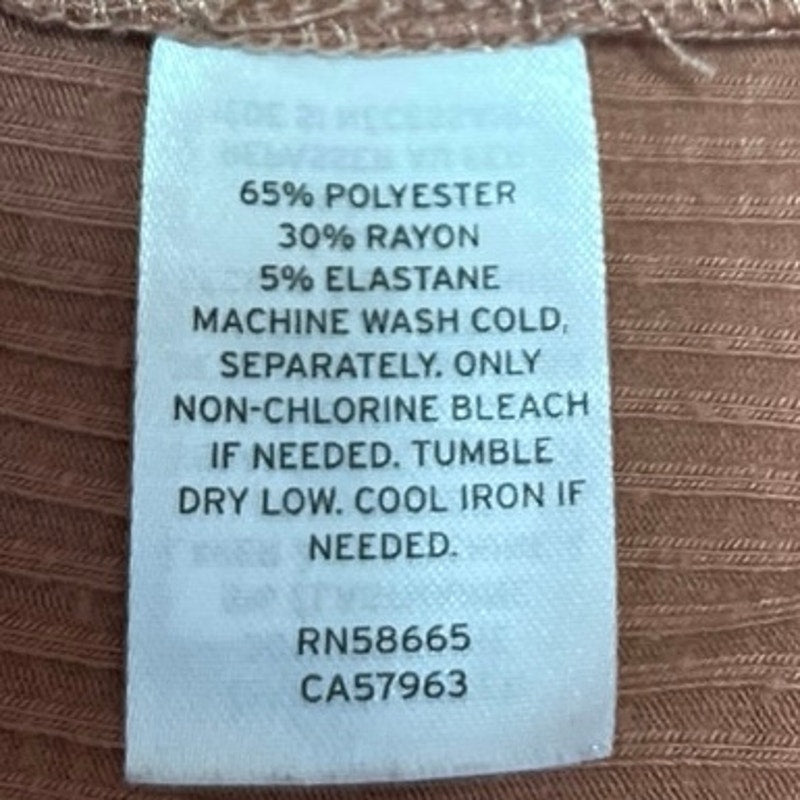 65% POLYESTER
30% RAYON
5% ELASTANE
MACHINE WASH COLD,
SEPARATELY. ONLY
NON-CHLORINE BLEACH
IF NEEDED. TUMBLE
DRY LOW. COOL IRON IF
NEEDED.
RN58665
CA57963